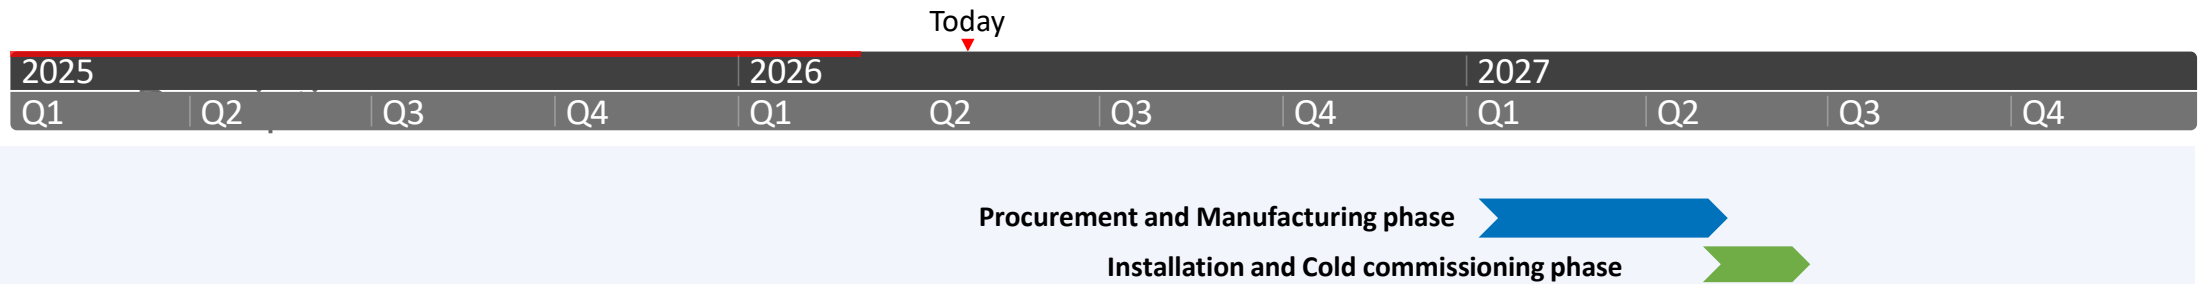 Today
2025 2026 2027
Q1 Q2 Q3 Q4 Q1 Q2 Q3 Q4 Q1 Q2 Q3 Q4
Procurement and Manufacturing phase
Installation and Cold commissioning phase